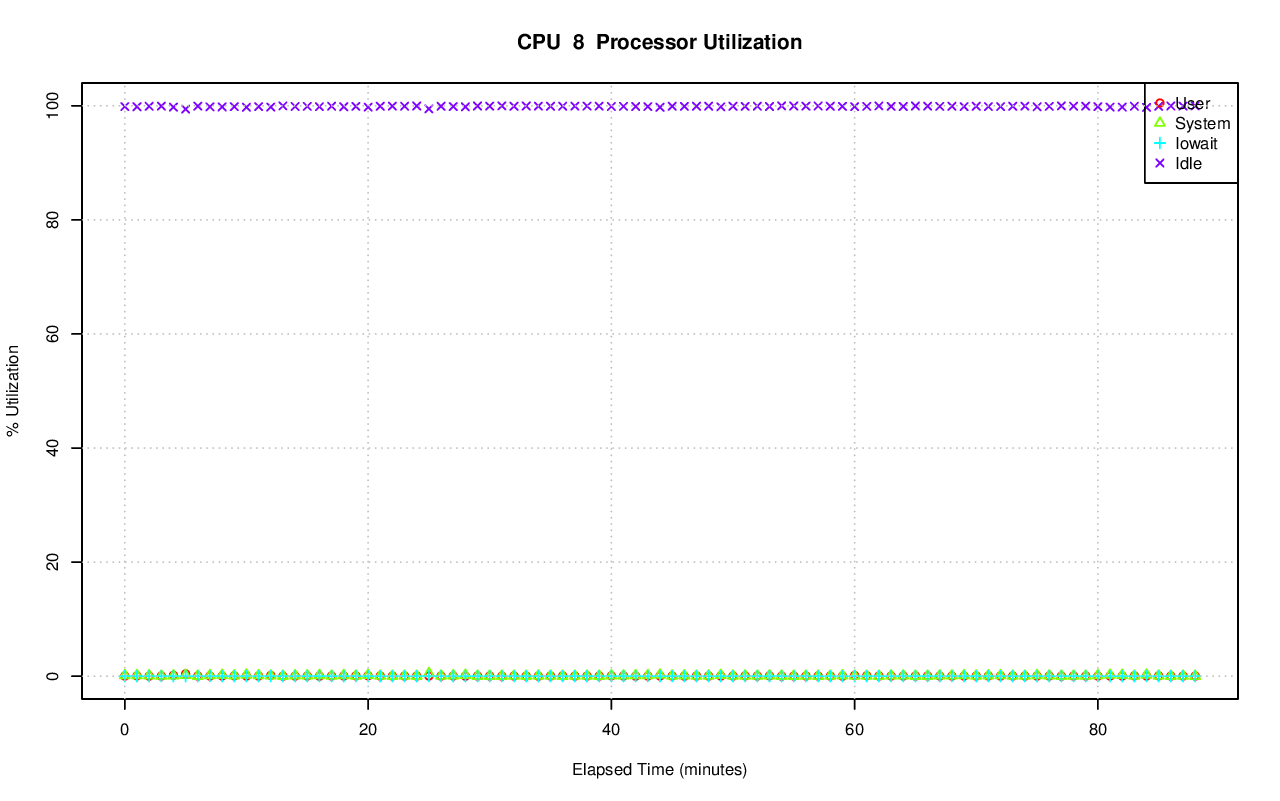 CPU  8  Processor Utilization
% Utilization
100
80
60
40
20
0
0 20 40 60 80
Elapsed Time (minutes)
User
System
Iowait
Idle